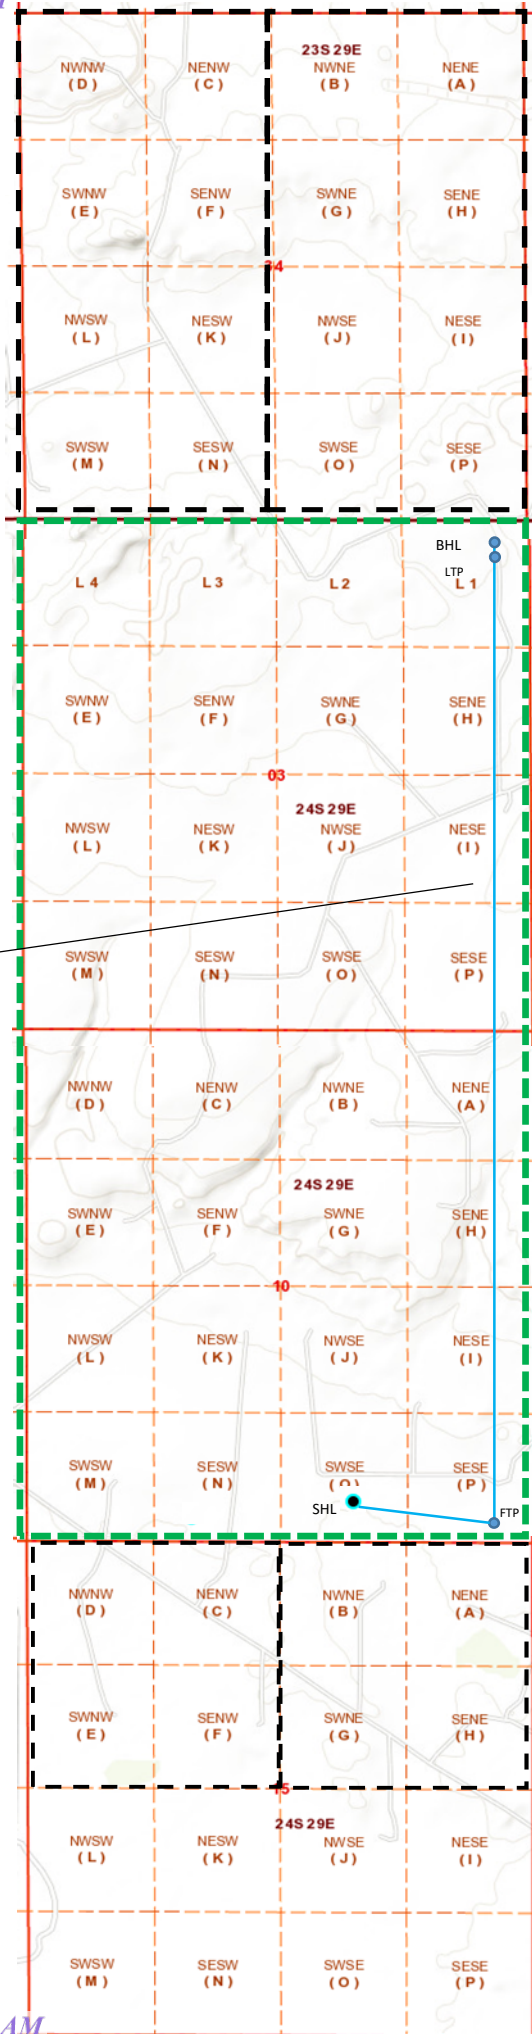 23S 29E
NWNW NENW NWNE NENE
(D) (C) (B) (A)
SWNW SENW SWNE SENE
(E) (F) (G) (H)
34
NWSW NESW NWSE NESE
(L) (K) (J) (I)
SWSW SESW SWSE SESE
(M) (N) (O) (P)
BHL
LTP
L 4 L 3 L 2 L 1
SWNW SENW SWNE SENE
(E) (F) (G) (H)
03
24S 29E
NWSW NESW NWSE NESE
(L) (K) (J) (I)
SWSW SESW SWSE SESE
(M) (N) (O) (P)
NWNW NENW NWNE NENE
(D) (C) (B) (A)
24S 29E
SWNW SENW SWNE SENE
(E) (F) (G) (H)
10
NWSW NESW NWSE NESE
(L) (K) (J) (I)
SWSW SESW SWSE SESE
(M) (N) (O) (P)
SHL FTP
NWNW NENW NWNE NENE
(D) (C) (B) (A)
SWNW SENW SWNE SENE
(E) (F) (G) (H)
15
24S 29E
NWSW NESW NWSE NESE
(L) (K) (J) (I)
SWSW SESW SWSE SESE
(M) (N) (O) (P)
AM